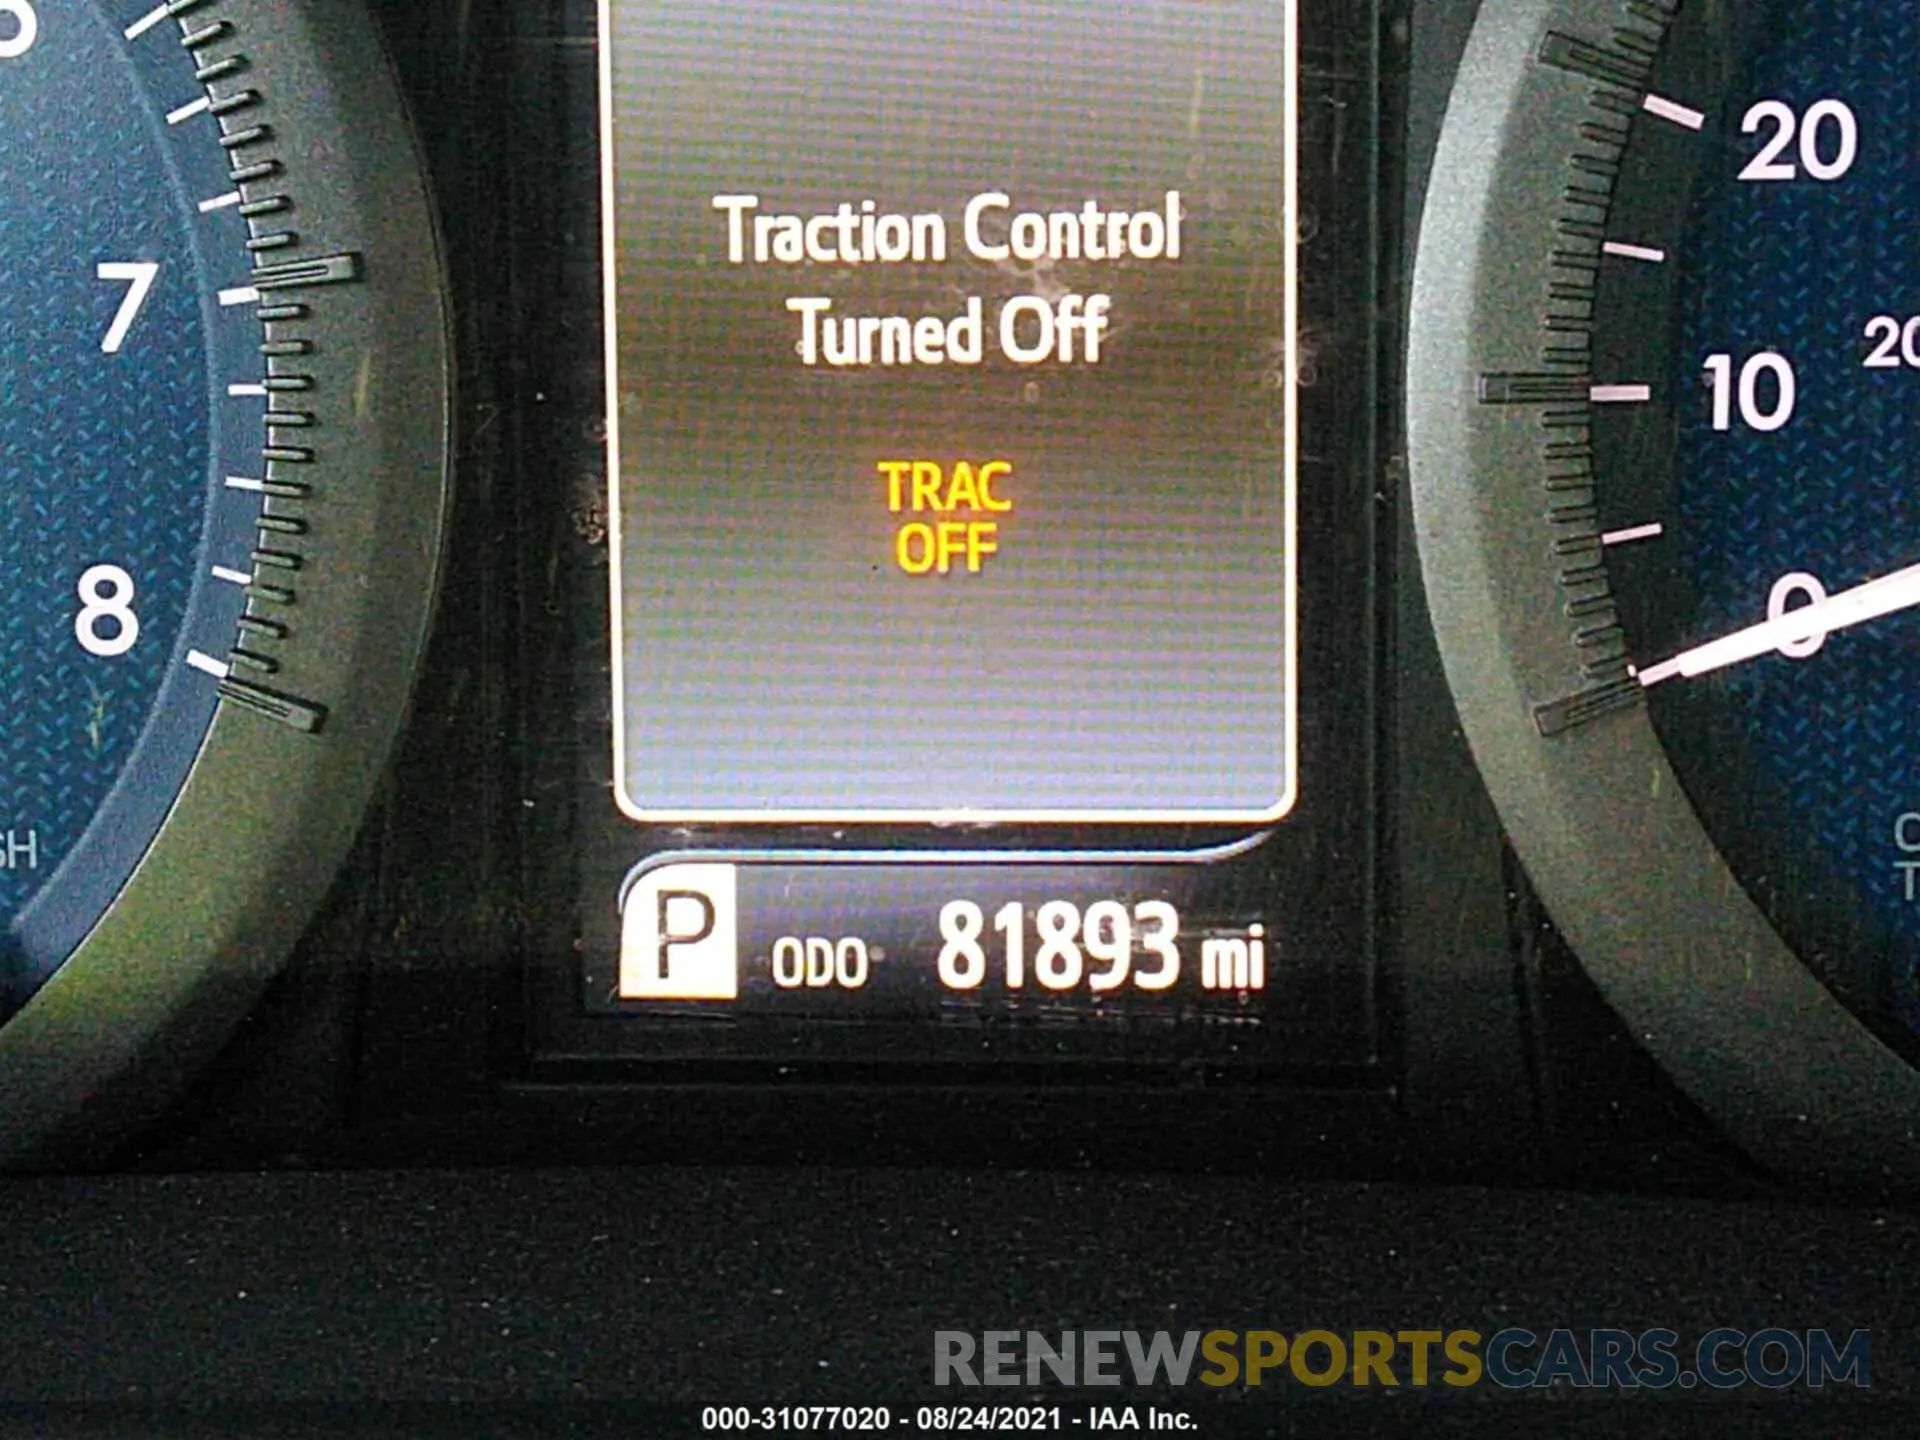 20
Traction Control
7
Turned Off
10
20
TRAC
OFF
8
0
SH
P ODO 81893 mi
RENEWSPORTSCARS.COM
000-31077020 - 08/24/2021 - IAA Inc.